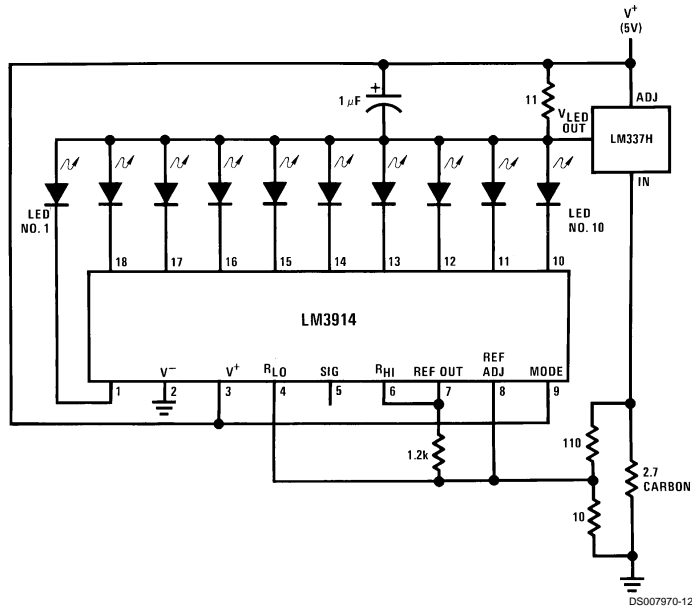 V+
(5V)
1 µF
+
11
VLED
OUT
ADJ
LM337H
IN
LED
NO. 1
LED
NO. 10
18 17 16 15 14 13 12 11 10
LM3914
V− V+ RLO SIG RHI REF OUT REF ADJ MODE
1 2 3 4 5 6 7 8 9
1.2k
110
10
2.7
CARBON
DS007970-12